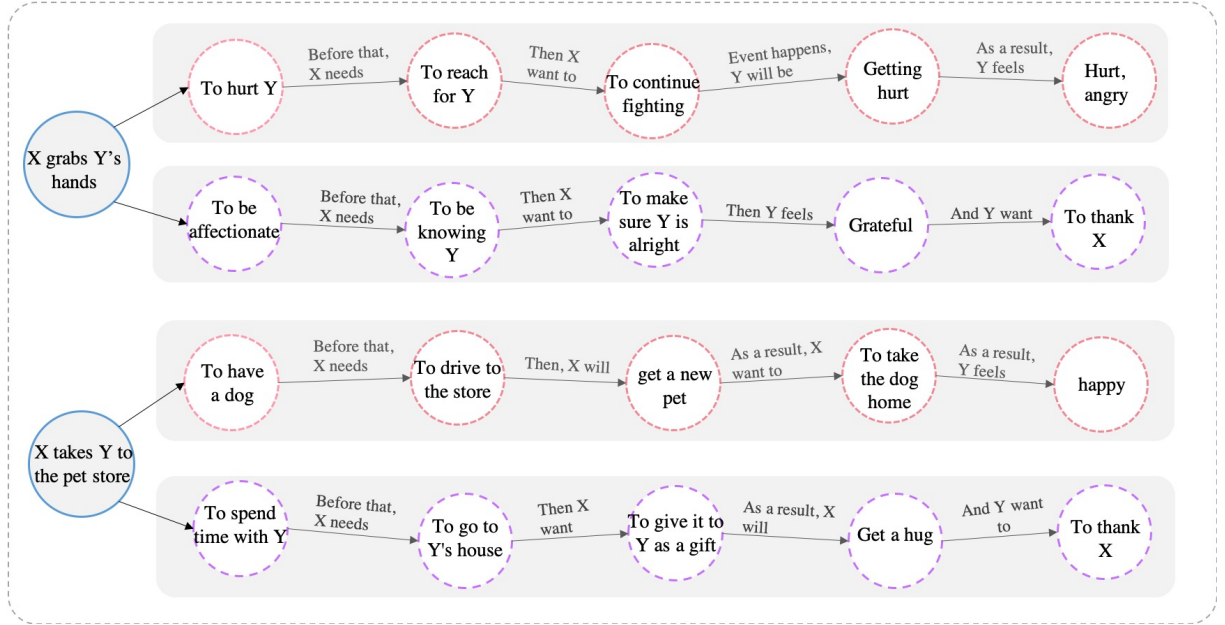 X grabs Y's
hands
To hurt Y
Before that,
X needs
To reach
for Y
Then X
want to
To continue
fighting
Event happens,
Y will be
Getting
hurt
As a result,
Y feels
Hurt,
angry
To be
affectionate
Before that,
X needs
To be
knowing
Y
Then X
want to
To make
sure Y is
alright
Then Y feels
Grateful
And Y want
To thank
X
X takes Y to
the pet store
To have
a dog
Before that,
X needs
To drive to
the store
Then, X will
get a new
pet
As a result, X
want to
To take
the dog
home
As a result,
Y feels
happy
To spend
time with Y
Before that,
X needs
To go to
Y's house
Then X
want
To give it to
Y as a gift
As a result, X
will
Get a hug
And Y want
to
To thank
X